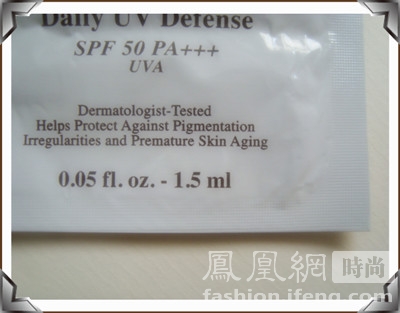 Daily UV Defense
SPF 50 PA+++
UVA
Dermatologist-Tested
Helps Protect Against Pigmentation
Irregularities and Premature Skin Aging
0.05 fl. oz. - 1.5 ml
鳳凰網時尚
fashion.ifeng.com